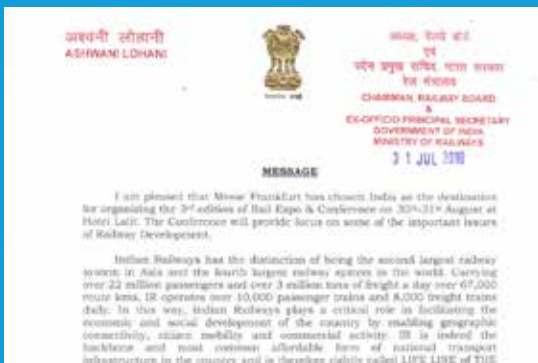 अश्वनी लोहानी
ASHWANI LOHANI
अध्यक्ष, रेलवे बोर्ड
एवं
पदेन प्रमुख सचिव, भारत सरकार
रेल मंत्रालय
CHAIRMAN, RAILWAY BOARD
&
EX-OFFICIO PRINCIPAL SECRETARY
GOVERNMENT OF INDIA
MINISTRY OF RAILWAYS
31 JUL
MESSAGE
I am pleased that Messe Frankfurt has chosen India as the destination
for organizing the 3rd edition of Rail Expo & Conference on 30th-31st August at
Hotel Lalit. The Conference will provide focus on some of the important issues
of Railway Development.
Indian Railways has the distinction of being the second largest railway
system in Asia and the fourth largest railway system in the world. Carrying
over 22 million passengers and over 3 million tons of freight a day over 67,000
route kms, IR operates over 10,000 passenger trains and 8,000 freight trains
daily. In this way, Indian Railways plays a critical role in facilitating the
economic and social development of the country by enabling geographic
connectivity, citizen mobility and commercial activity. IR is indeed the
backbone and most common affordable form of national transport
infrastructure in the country and is therefore rightly called LIFE LINE OF THE